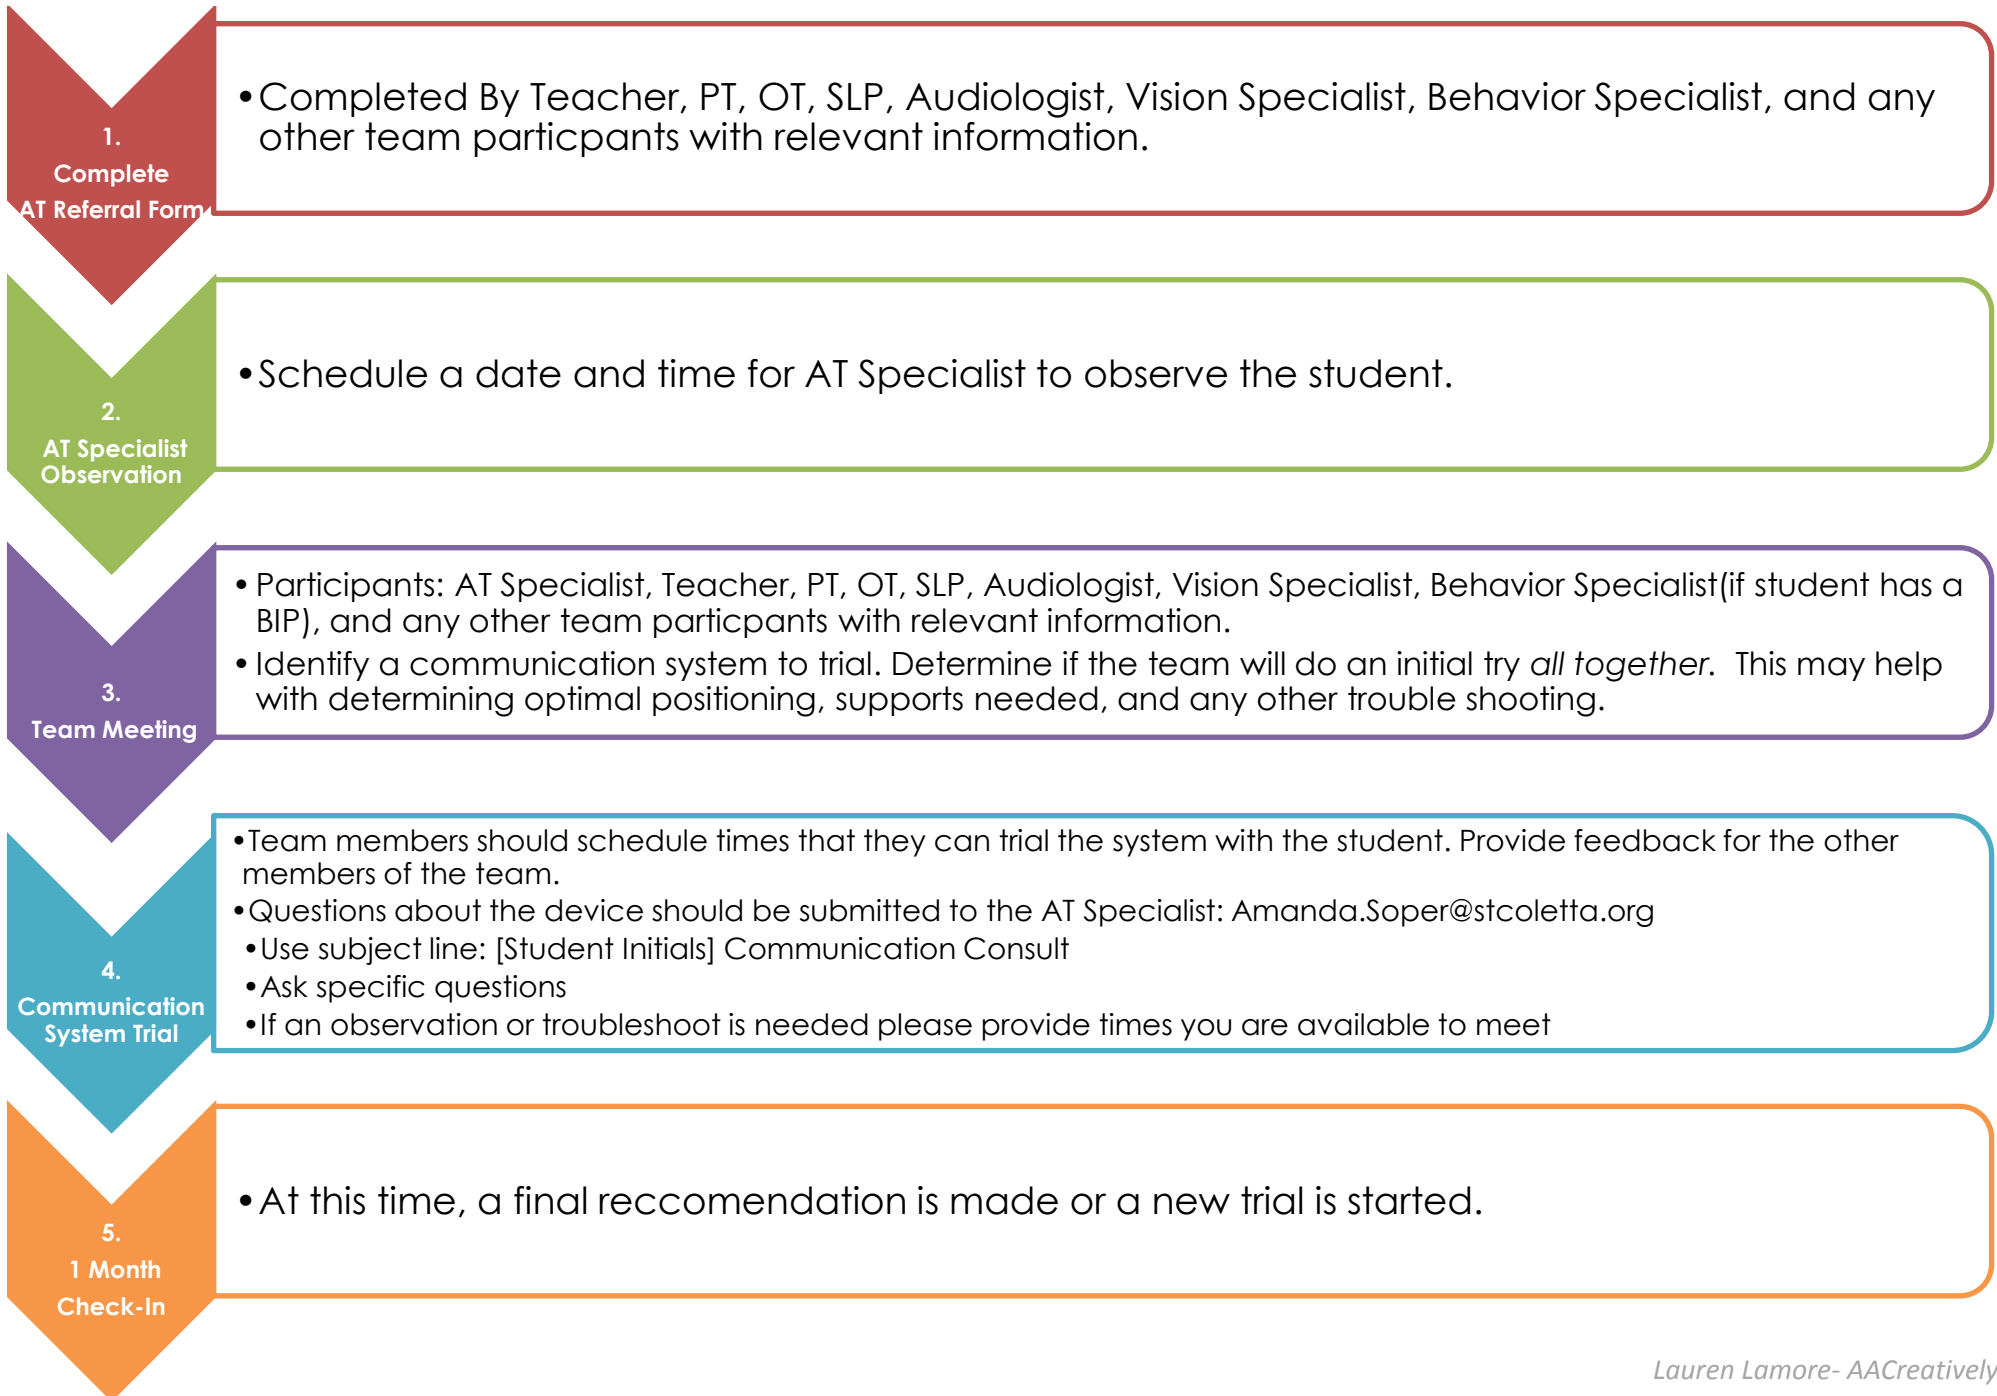 1.
Complete
AT Referral Form
•Completed By Teacher, PT, OT, SLP, Audiologist, Vision Specialist, Behavior Specialist, and any
other team particpants with relevant information.
2.
AT Specialist
Observation
•Schedule a date and time for AT Specialist to observe the student.
3.
Team Meeting
•Participants: AT Specialist, Teacher, PT, OT, SLP, Audiologist, Vision Specialist, Behavior Specialist(if student has a
BIP), and any other team particpants with relevant information.
•Identify a communication system to trial. Determine if the team will do an initial try all together. This may help
with determining optimal positioning, supports needed, and any other trouble shooting.
4.
Communication
System Trial
•Team members should schedule times that they can trial the system with the student. Provide feedback for the other
members of the team.
•Questions about the device should be submitted to the AT Specialist: Amanda.Soper@stcoletta.org
•Use subject line: [Student Initials] Communication Consult
•Ask specific questions
•If an observation or troubleshoot is needed please provide times you are available to meet
5.
1 Month
Check-In
•At this time, a final reccomendation is made or a new trial is started.
Lauren Lamore- AACreatively